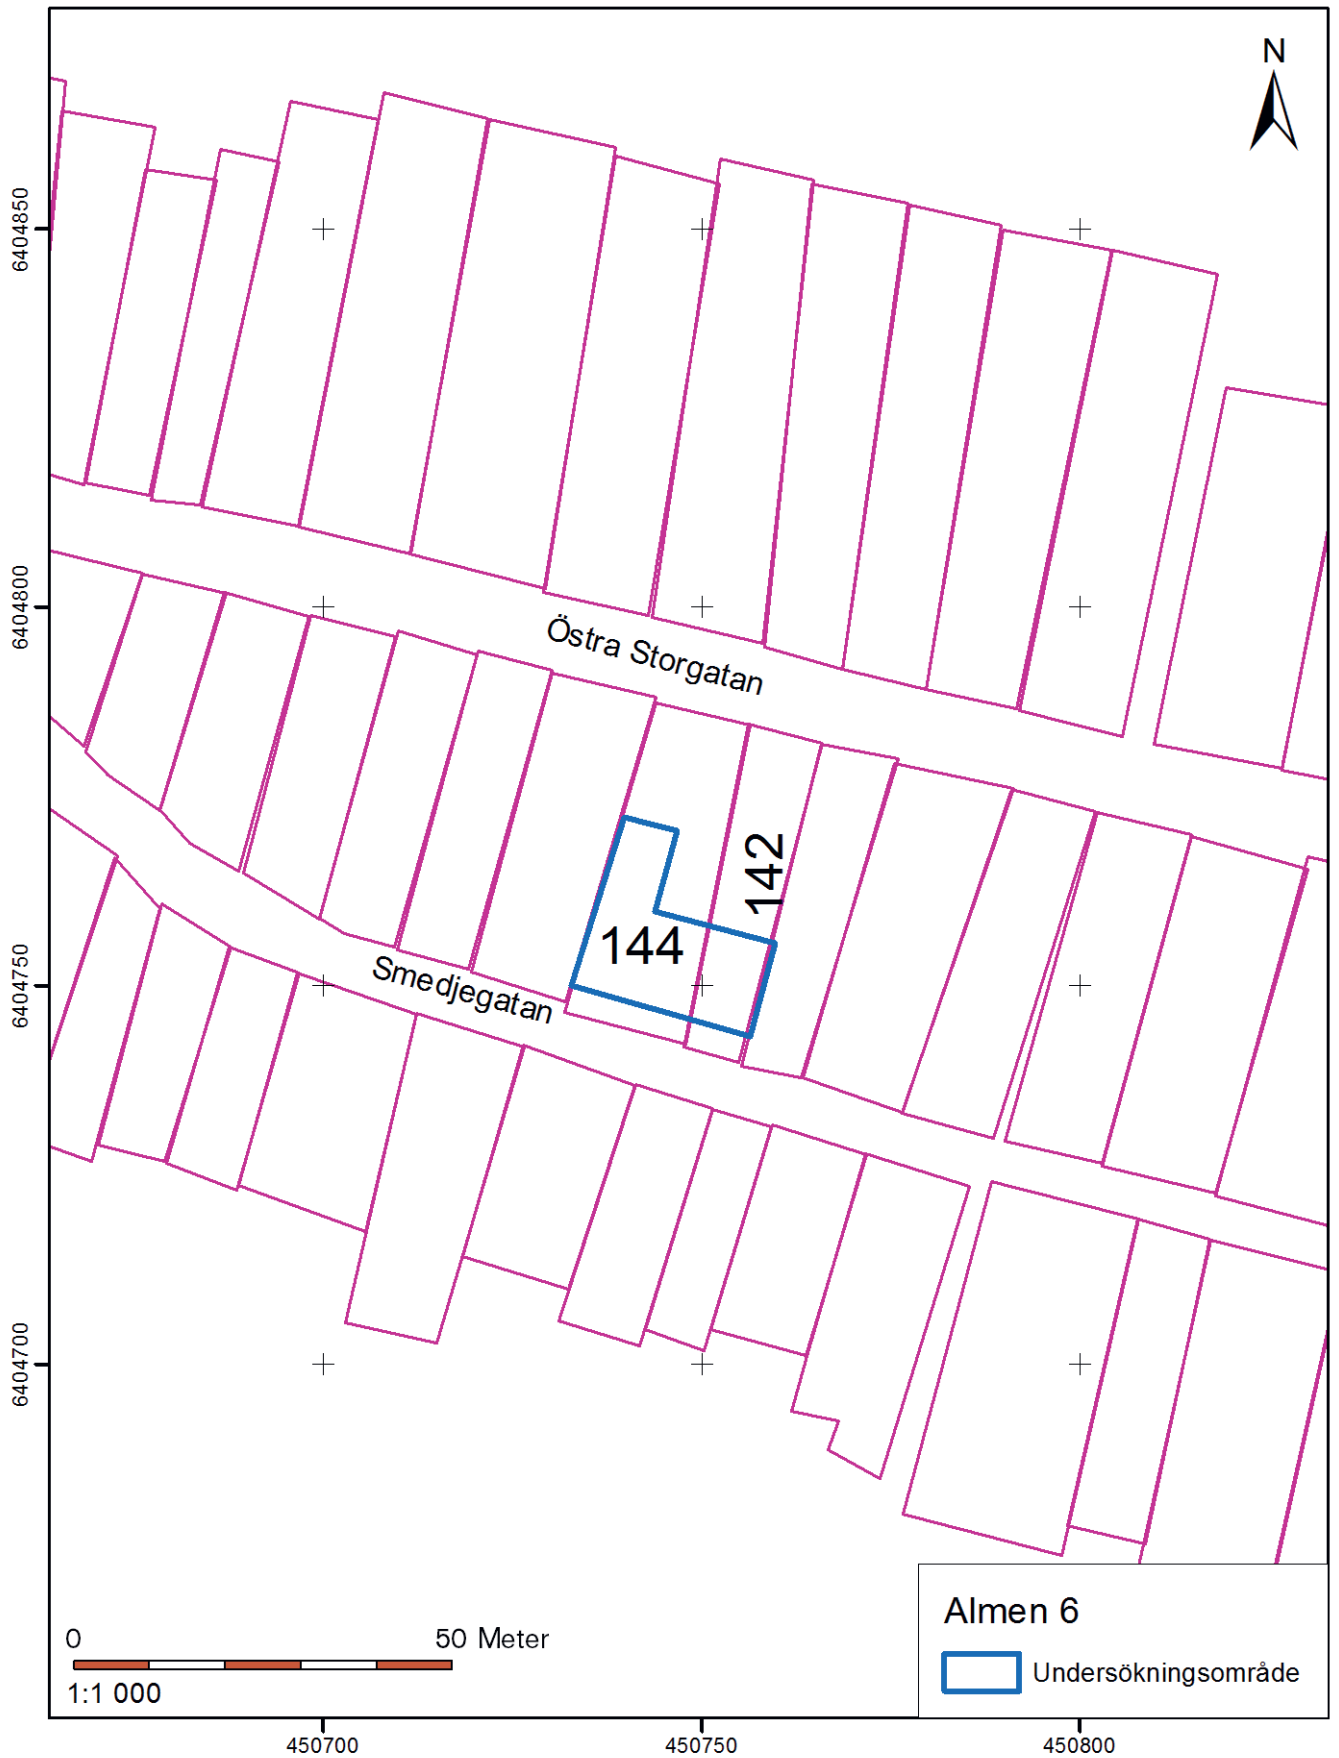 N
6404850
6404800
6404750
6404700
Östra Storgatan
142
144
Smedjegatan
0 50 Meter
1:1 000
Almen 6
Undersökningsområde
450700 450750 450800